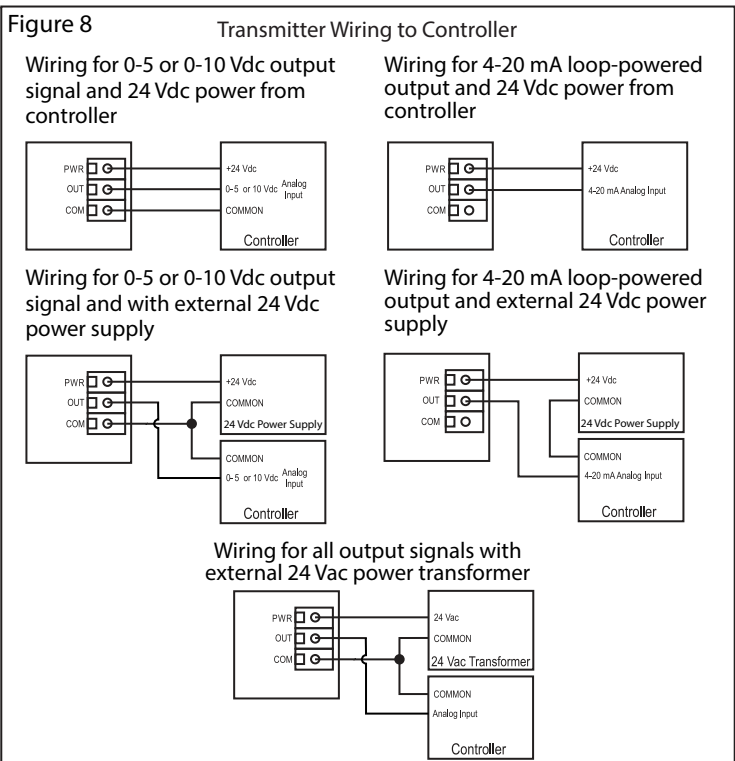 Figure 8
Transmitter Wiring to Controller
Wiring for 0-5 or 0-10 Vdc output
signal and 24 Vdc power from
controller
PWR
OUT
COM
+24 Vdc
0-5 or 10 Vdc Analog
Input
COMMON
Controller
Wiring for 4-20 mA loop-powered
output and 24 Vdc power from
controller
PWR
OUT
COM
+24 Vdc
4-20 mA Analog Input
Controller
Wiring for 0-5 or 0-10 Vdc output
signal and with external 24 Vdc
power supply
PWR
OUT
COM
+24 Vdc
COMMON
24 Vdc Power Supply
COMMON
0-5 or 10 Vdc Analog
Input
Controller
Wiring for 4-20 mA loop-powered
output and external 24 Vdc power
supply
PWR
OUT
COM
+24 Vdc
COMMON
24 Vdc Power Supply
COMMON
4-20 mA Analog Input
Controller
Wiring for all output signals with
external 24 Vac power transformer
PWR
OUT
COM
24 Vac
COMMON
24 Vac Transformer
COMMON
Analog Input
Controller